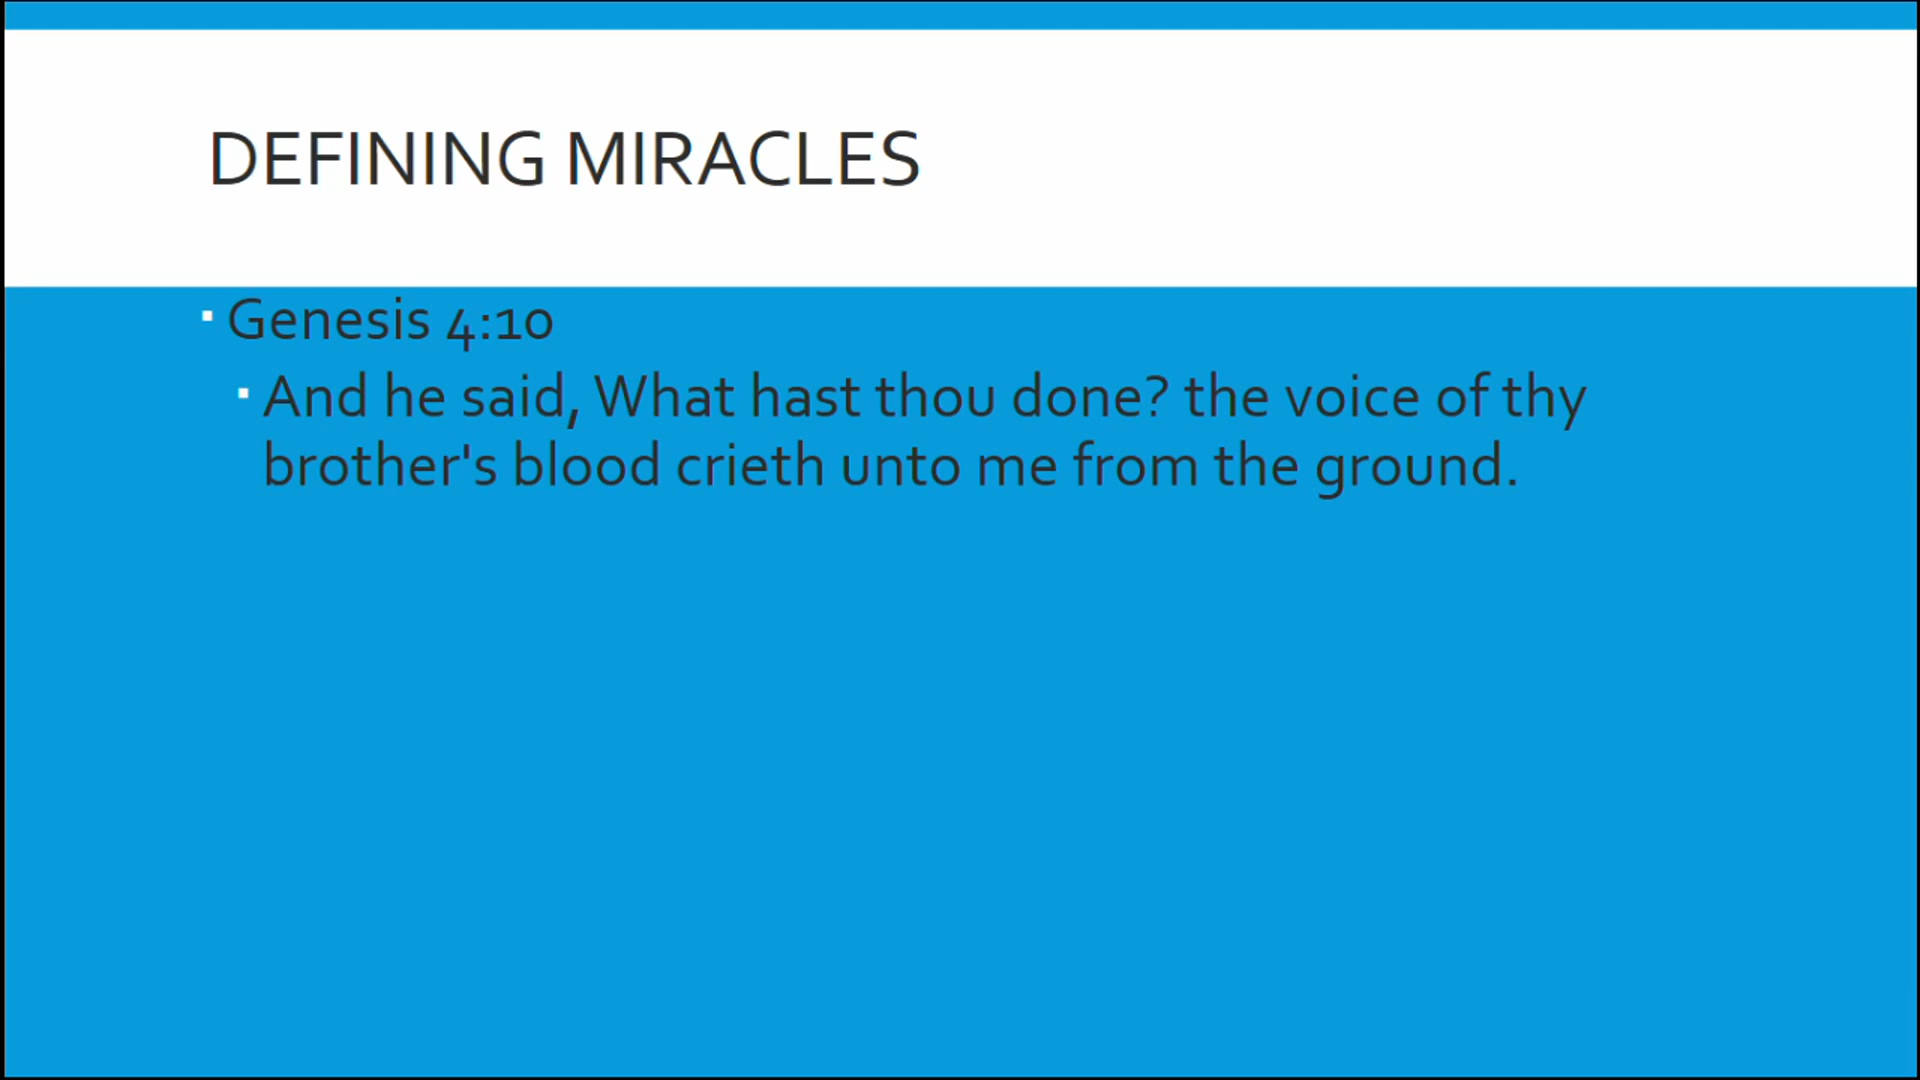 DEFINING MIRACLES
Genesis 4:10
And he said, What hast thou done? the voice of thy
brother's blood crieth unto me from the ground.